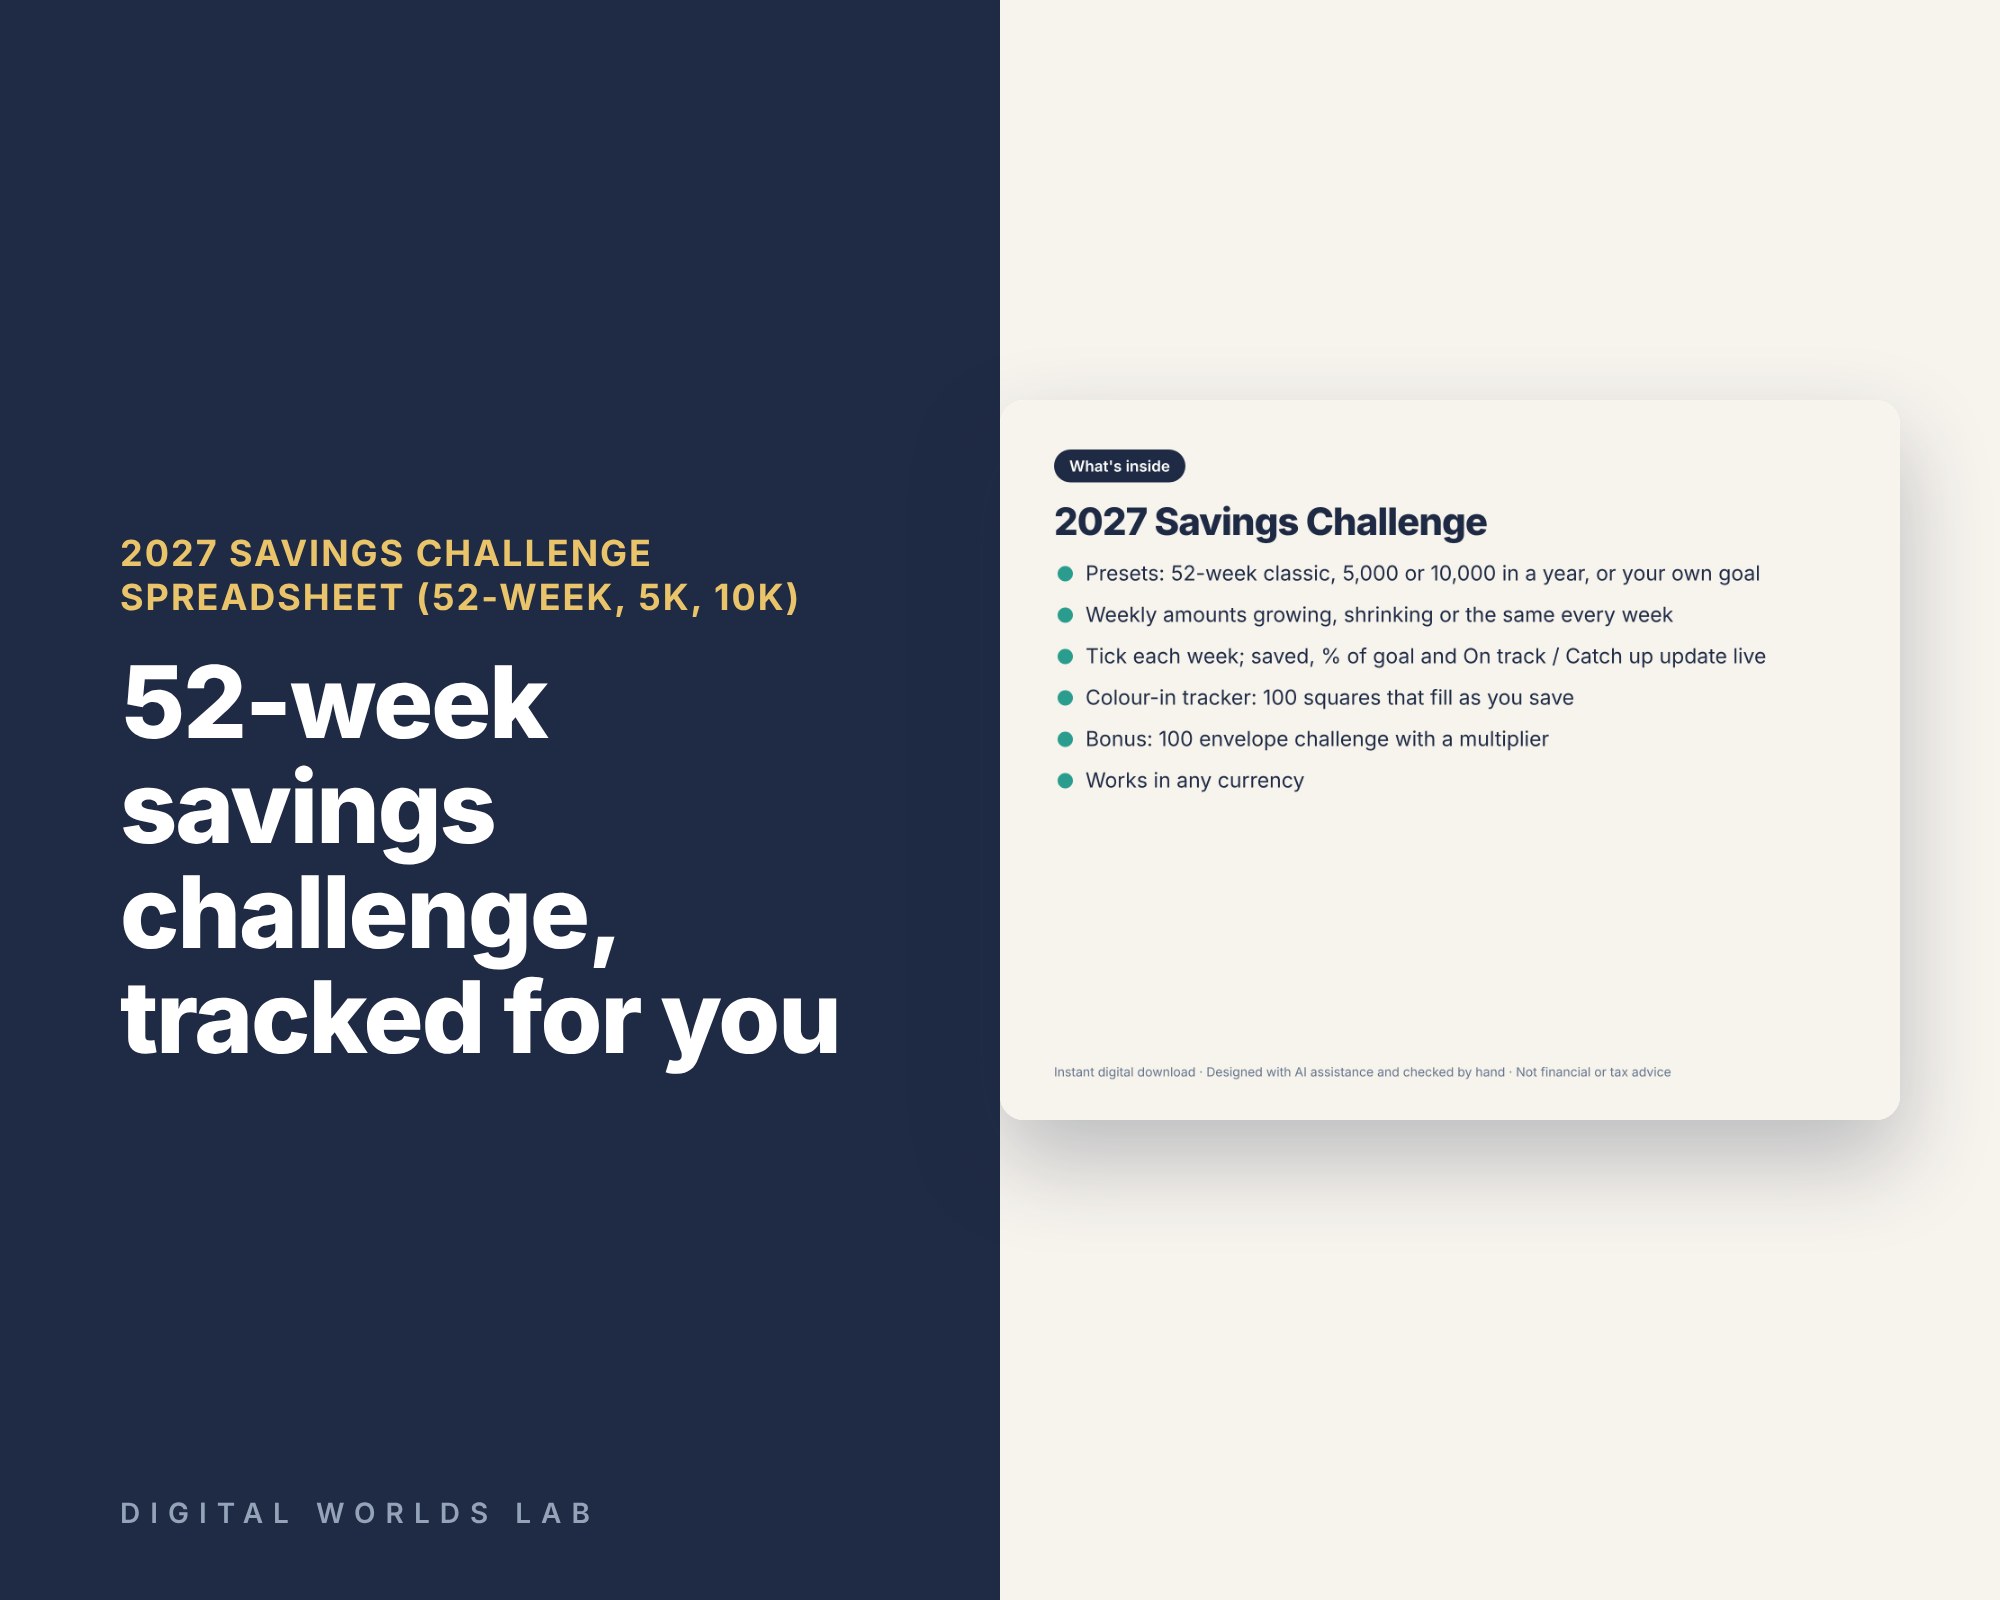 2027 SAVINGS CHALLENGE
SPREADSHEET (52-WEEK, 5K, 10K)
52-week
savings
challenge,
tracked for you
DIGITAL WORLDS LAB
What's inside
2027 Savings Challenge
Presets: 52-week classic, 5,000 or 10,000 in a year, or your own goal
Weekly amounts growing, shrinking or the same every week
Tick each week; saved, % of goal and On track / Catch up update live
Colour-in tracker: 100 squares that fill as you save
Bonus: 100 envelope challenge with a multiplier
Works in any currency
Instant digital download · Designed with AI assistance and checked by hand · Not financial or tax advice